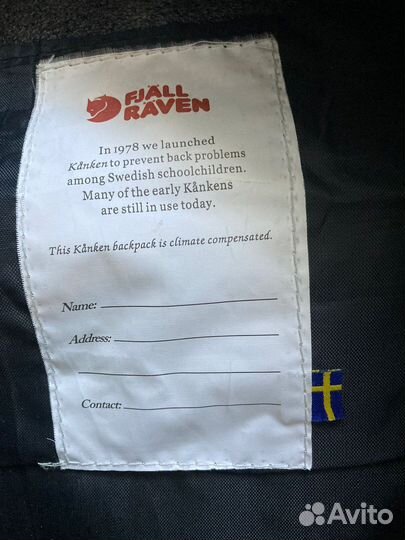 FJÄLL
RÄVEN
In 1978 we launched
Kånken to prevent back problems
among Swedish schoolchildren.
Many of the early Kånkens
are still in use today.
This Kånken backpack is climate compensated.
Name:
Address:
Contact:
Avito